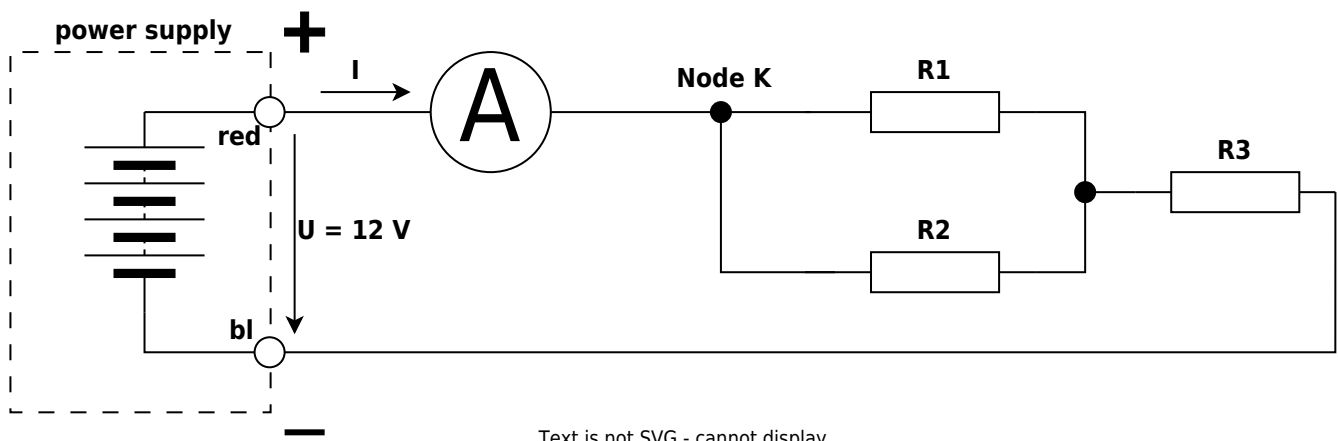 power supply
+
I
A
Node K
R1
red
R3
U = 12 V
R2
bl
−
Text is not SVG - cannot display